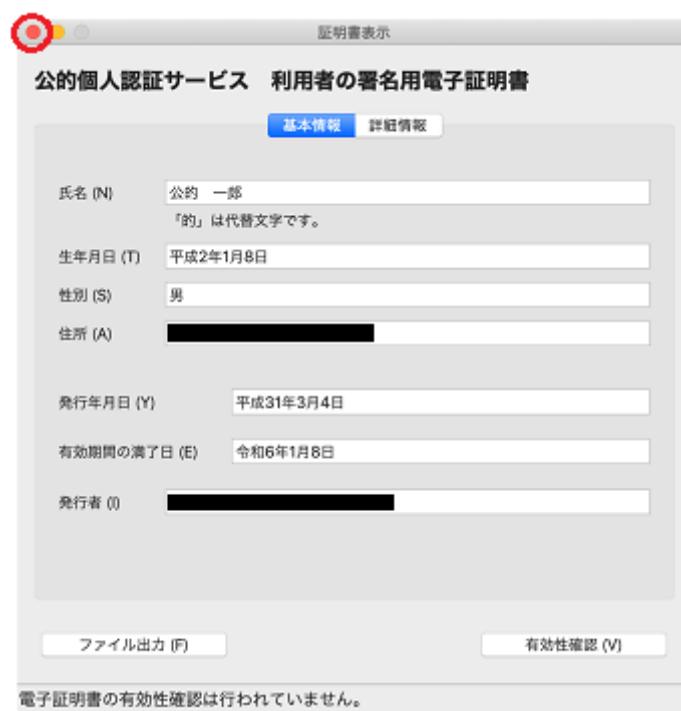 証明書表示
公的個人認証サービス　利用者の署名用電子証明書
基本情報 詳細情報
氏名 (N) 公的　一郎
「的」は代替文字です。
生年月日 (T) 平成2年1月8日
性別 (S) 男
住所 (A)
発行年月日 (Y) 平成31年3月4日
有効期間の満了日 (E) 令和6年1月8日
発行者 (I)
ファイル出力 (F) 有効性確認 (V)
電子証明書の有効性確認は行われていません。